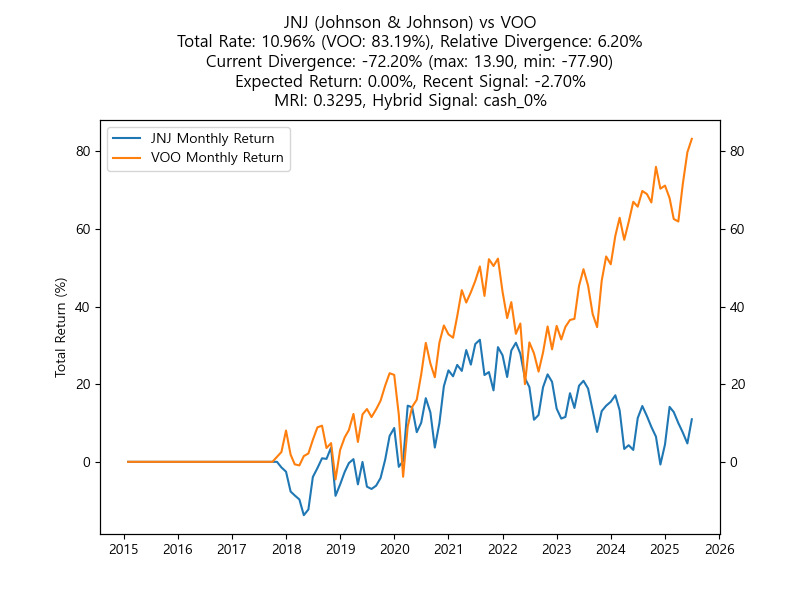 JNJ (Johnson & Johnson) vs VOO
Total Rate: 10.96% (VOO: 83.19%), Relative Divergence: 6.20%
Current Divergence: -72.20% (max: 13.90, min: -77.90)
Expected Return: 0.00%, Recent Signal: -2.70%
MRI: 0.3295, Hybrid Signal: cash_0%
JNJ Monthly Return
VOO Monthly Return
Total Return (%)
80
60
40
20
0
80
60
40
20
0
2015 2016 2017 2018 2019 2020 2021 2022 2023 2024 2025 2026